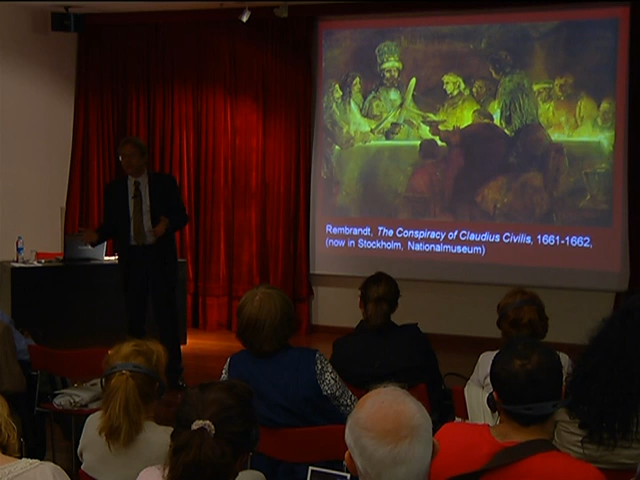 Rembrandt, The Conspiracy of Claudius Civilis, 1661-1662,
(now in Stockholm, Nationalmuseum)